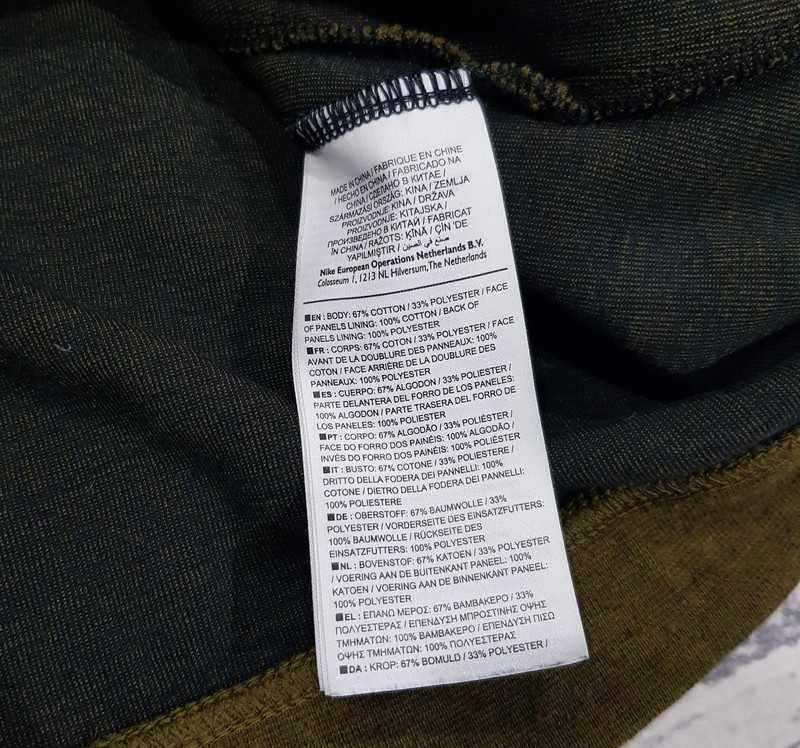 MADE IN CHINA / FABRIQUE EN CHINE
/ HECHO EN CHINA / FABRICADO NA
CHINA / СДЕЛАНО В КИТАЕ /
SZÁRMAZÁSI ORSZÁG: KINA / ZEMLJA
PROIZVODNJE: KINA / DRŽAVA
PROIZVODNJE: KITAJSKA /
ПРОИЗВЕДЕНО В КИТАЙ / FABRICAT
ÎN CHINA / RAŽOTS: ĶĪNĀ / ÇİN 'DE
YAPILMIŞTIR / صنع في الصين
Nike European Operations Netherlands B.V.
Colosseum 1, 1213 NL Hilversum, The Netherlands
EN : BODY: 67% COTTON / 33% POLYESTER / FACE
OF PANELS LINING: 100% COTTON / BACK OF
PANELS LINING: 100% POLYESTER
FR : CORPS: 67% COTON / 33% POLYESTER / FACE
AVANT DE LA DOUBLURE DES PANNEAUX: 100%
COTON / FACE ARRIÈRE DE LA DOUBLURE DES
PANNEAUX: 100% POLYESTER
ES : CUERPO: 67% ALGODON / 33% POLIESTER /
PARTE DELANTERA DEL FORRO DE LOS PANELES:
100% ALGODON / PARTE TRASERA DEL FORRO DE
LOS PANELES: 100% POLIESTER
PT : CORPO: 67% ALGODÃO / 33% POLIÉSTER /
FACE DO FORRO DOS PAINÉIS: 100% ALGODÃO /
INVÉS DO FORRO DOS PAINÉIS: 100% POLIÉSTER
IT : BUSTO: 67% COTONE / 33% POLIESTERE /
DRITTO DELLA FODERA DEI PANNELLI: 100%
COTONE / DIETRO DELLA FODERA DEI PANNELLI:
100% POLIESTERE
DE : OBERSTOFF: 67% BAUMWOLLE / 33%
POLYESTER / VORDERSEITE DES EINSATZFUTTERS:
100% BAUMWOLLE / RÜCKSEITE DES
EINSATZFUTTERS: 100% POLYESTER
NL : BOVENSTOF: 67% KATOEN / 33% POLYESTER
/ VOERING AAN DE BUITENKANT PANEEL: 100%
KATOEN / VOERING AAN DE BINNENKANT PANEEL:
100% POLYESTER
EL : ΕΠΑΝΩ ΜΕΡΟΣ: 67% ΒΑΜΒΑΚΕΡΟ / 33%
ΠΟΛΥΕΣΤΕΡΑΣ / ΕΠΕΝΔΥΣΗ ΜΠΡΟΣΤΙΝΗΣ ΟΨΗΣ
ΤΜΗΜΑΤΩΝ: 100% ΒΑΜΒΑΚΕΡΟ / ΕΠΕΝΔΥΣΗ ΠΙΣΩ
ΟΨΗΣ ΤΜΗΜΑΤΩΝ: 100% ΠΟΛΥΕΣΤΕΡΑΣ
DA : KROP: 67% BOMULD / 33% POLYESTER /